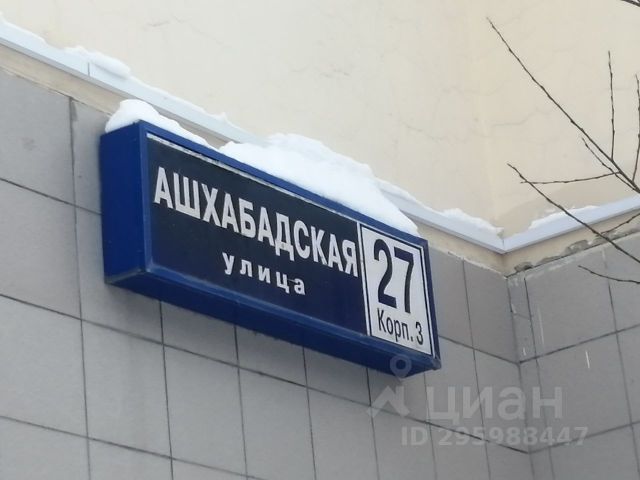 АШХАБАДСКАЯ
улица
27
Корп. 3
циан
ID 295988447